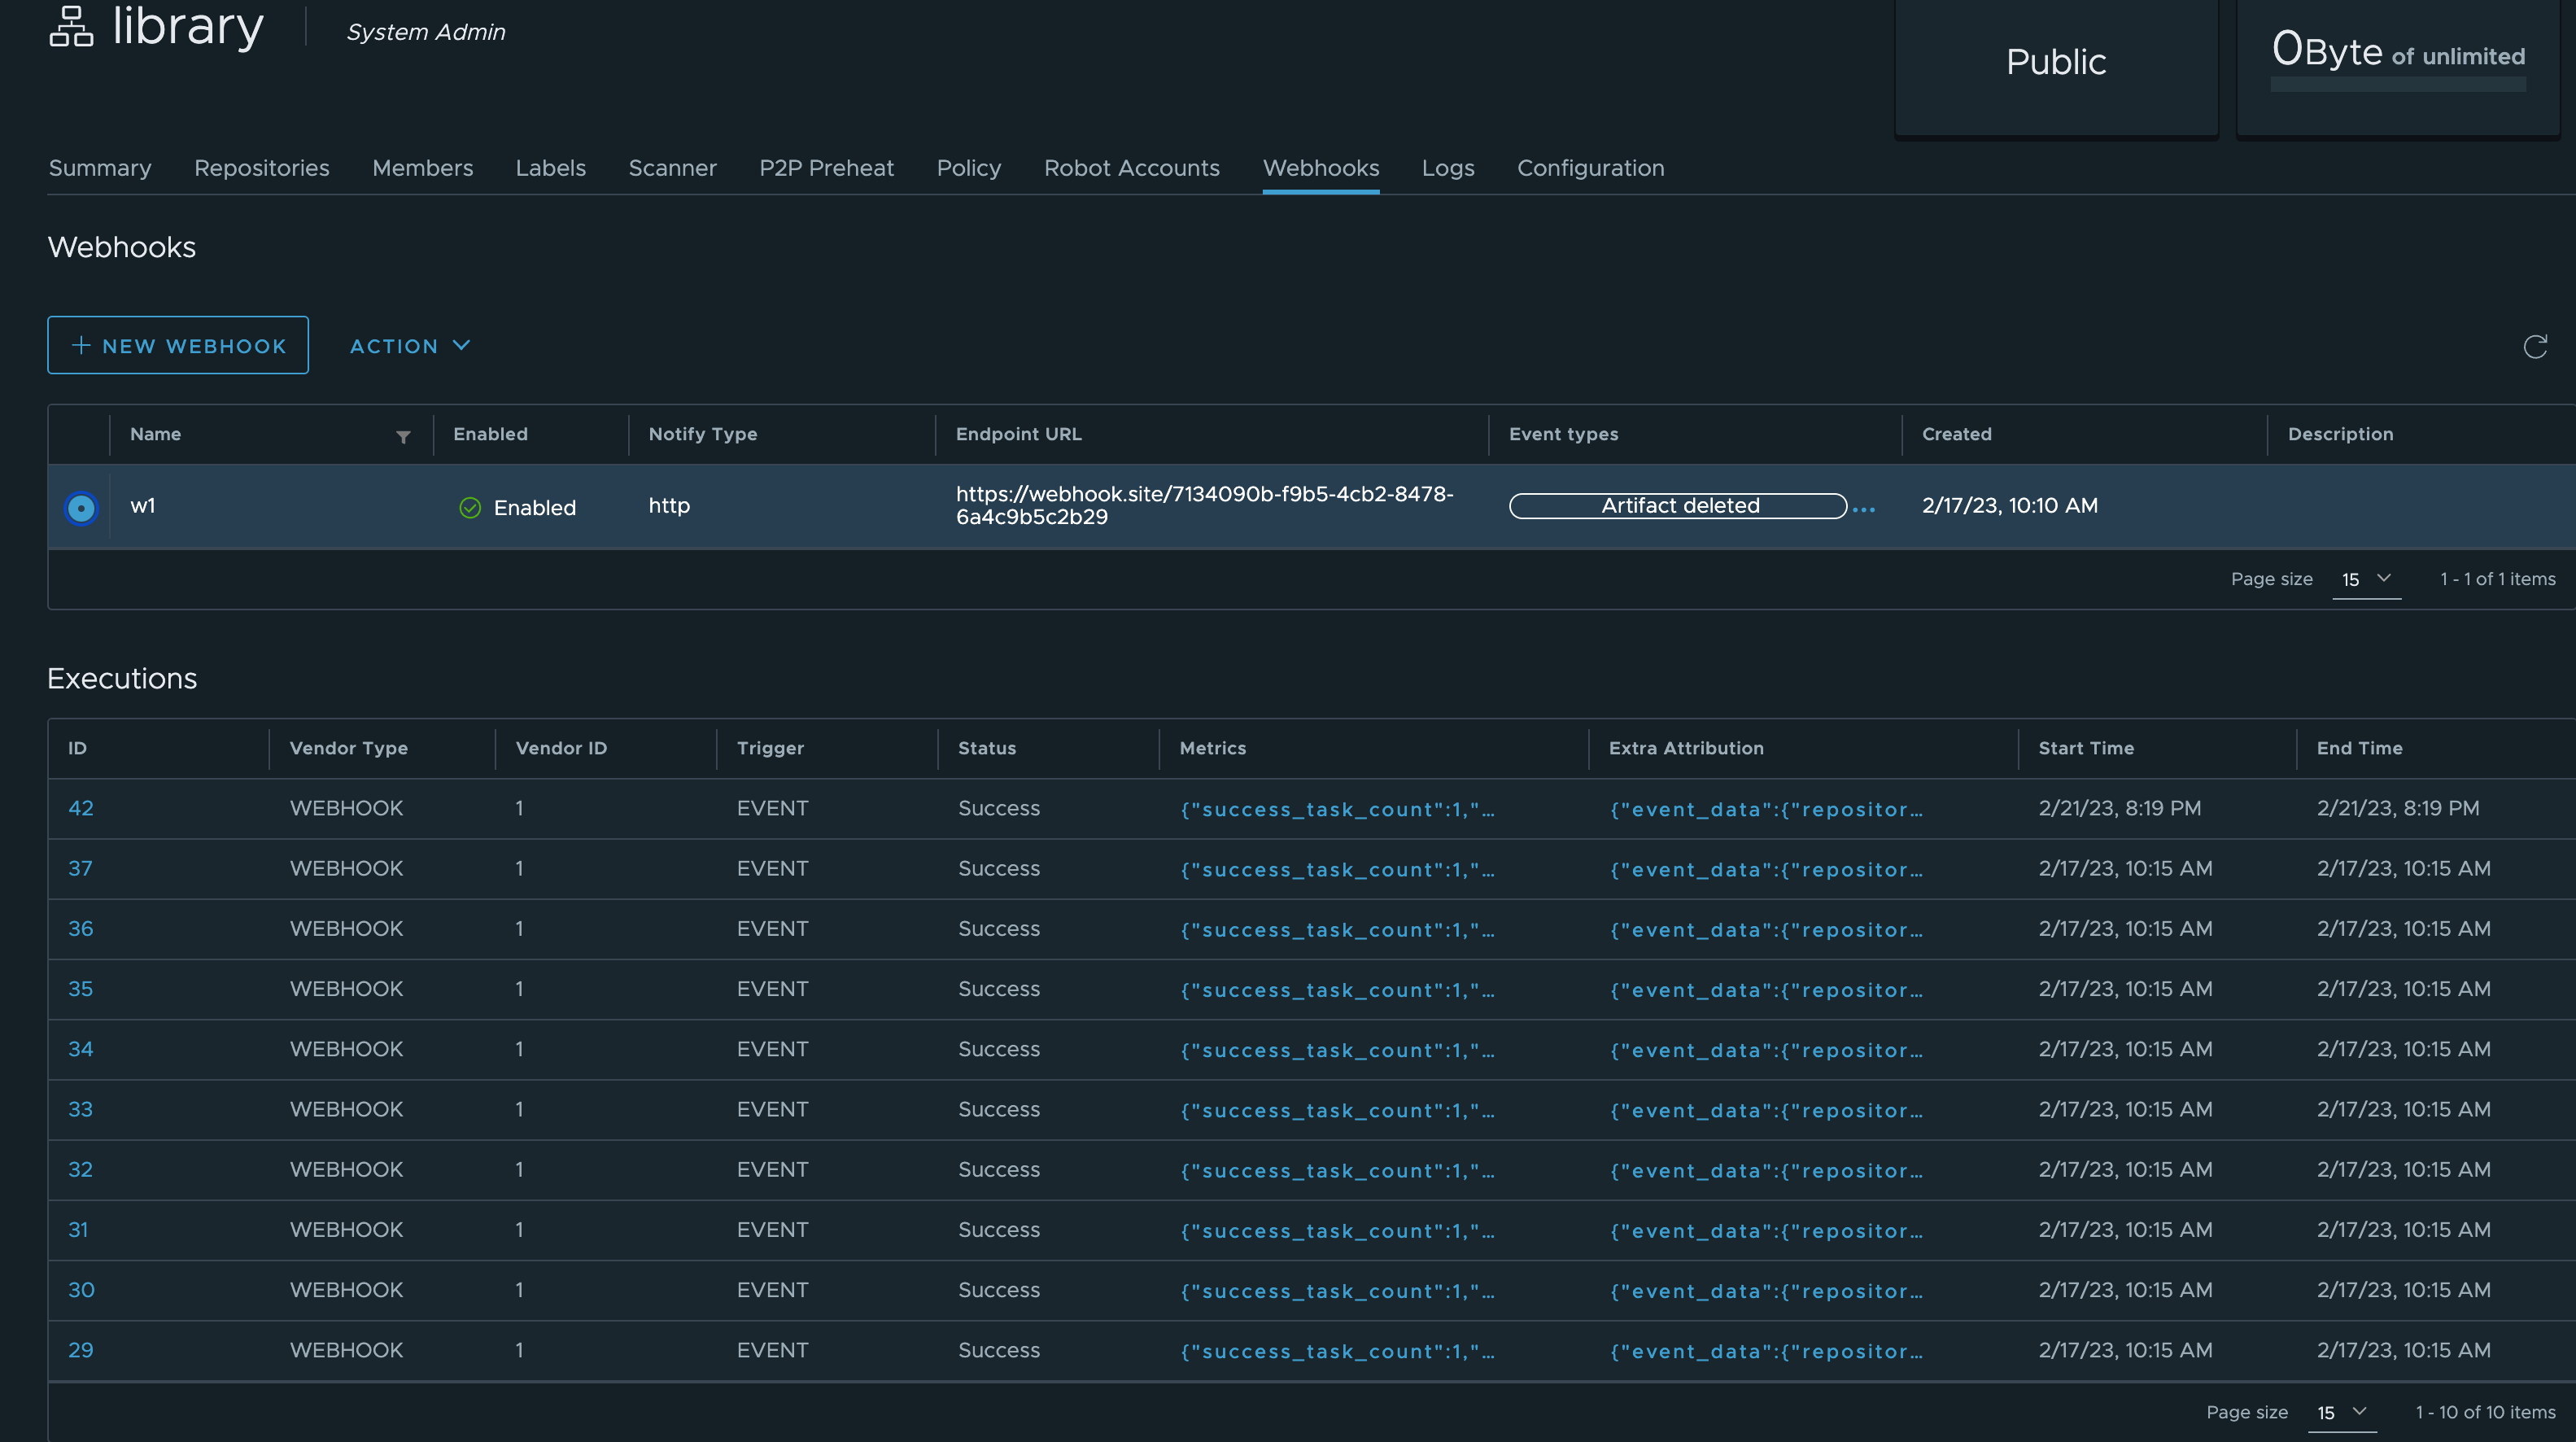 library System Admin
Public
0Byte of unlimited
Summary Repositories Members Labels Scanner P2P Preheat Policy Robot Accounts Webhooks Logs Configuration
Webhooks
NEW WEBHOOK ACTION
Name Enabled Notify Type Endpoint URL Event types Created Description
w1 Enabled http https://webhook.site/7134090b-f9b5-4cb2-8478-
6a4c9b5c2b29 Artifact deleted ... 2/17/23, 10:10 AM
Page size 15 1 - 1 of 1 items
Executions
ID Vendor Type Vendor ID Trigger Status Metrics Extra Attribution Start Time End Time
42 WEBHOOK 1 EVENT Success {"success_task_count":1,"... {"event_data":{"repositor... 2/21/23, 8:19 PM 2/21/23, 8:19 PM
37 WEBHOOK 1 EVENT Success {"success_task_count":1,"... {"event_data":{"repositor... 2/17/23, 10:15 AM 2/17/23, 10:15 AM
36 WEBHOOK 1 EVENT Success {"success_task_count":1,"... {"event_data":{"repositor... 2/17/23, 10:15 AM 2/17/23, 10:15 AM
35 WEBHOOK 1 EVENT Success {"success_task_count":1,"... {"event_data":{"repositor... 2/17/23, 10:15 AM 2/17/23, 10:15 AM
34 WEBHOOK 1 EVENT Success {"success_task_count":1,"... {"event_data":{"repositor... 2/17/23, 10:15 AM 2/17/23, 10:15 AM
33 WEBHOOK 1 EVENT Success {"success_task_count":1,"... {"event_data":{"repositor... 2/17/23, 10:15 AM 2/17/23, 10:15 AM
32 WEBHOOK 1 EVENT Success {"success_task_count":1,"... {"event_data":{"repositor... 2/17/23, 10:15 AM 2/17/23, 10:15 AM
31 WEBHOOK 1 EVENT Success {"success_task_count":1,"... {"event_data":{"repositor... 2/17/23, 10:15 AM 2/17/23, 10:15 AM
30 WEBHOOK 1 EVENT Success {"success_task_count":1,"... {"event_data":{"repositor... 2/17/23, 10:15 AM 2/17/23, 10:15 AM
29 WEBHOOK 1 EVENT Success {"success_task_count":1,"... {"event_data":{"repositor... 2/17/23, 10:15 AM 2/17/23, 10:15 AM
Page size 15 1 - 10 of 10 items